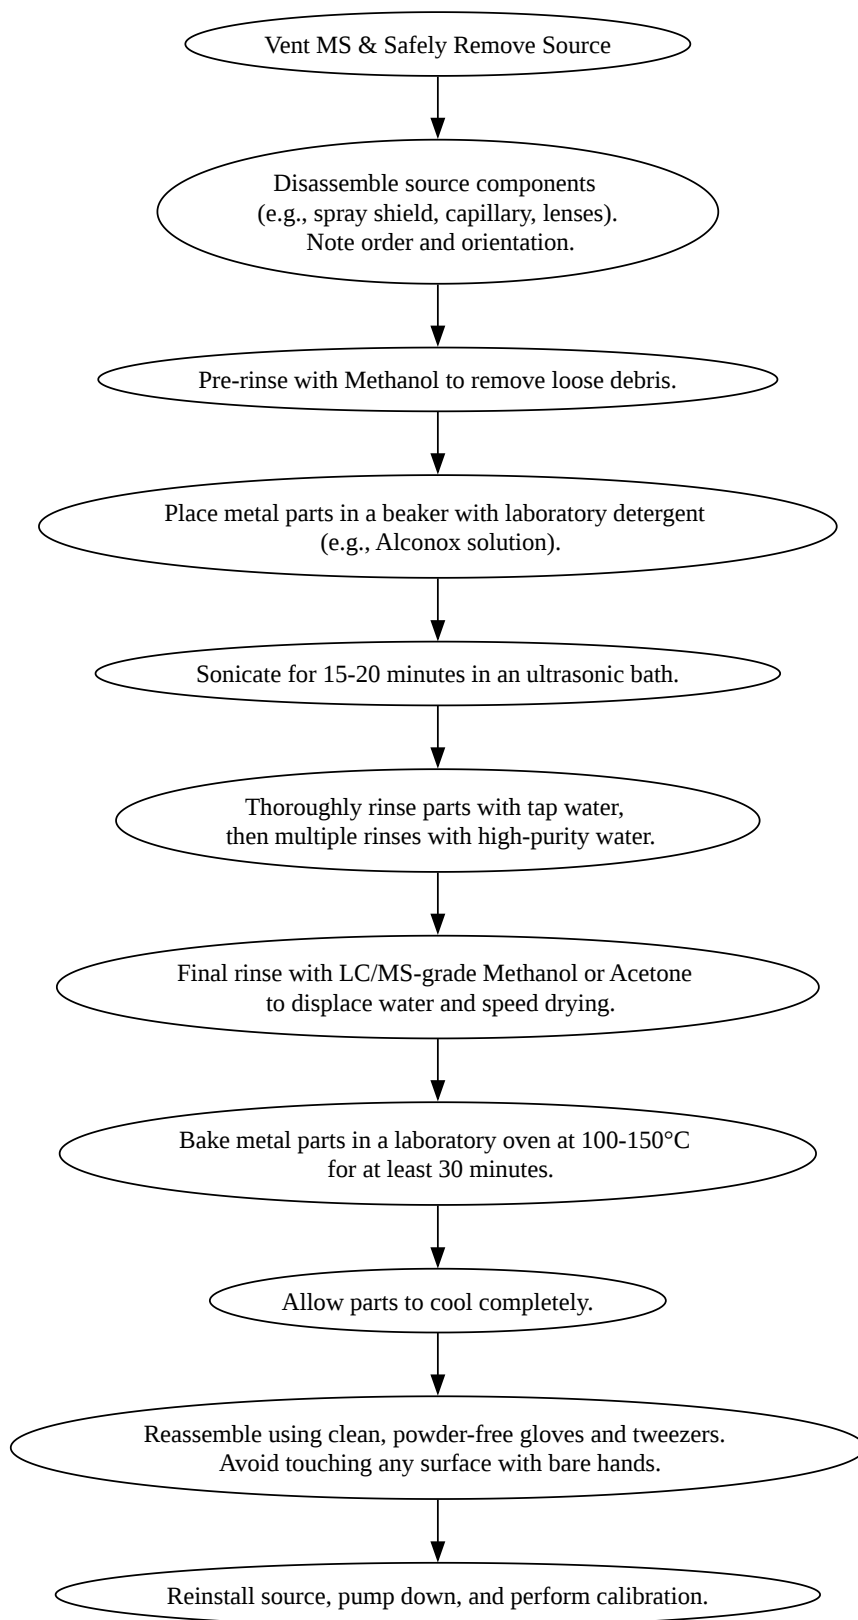 Vent MS & Safely Remove Source
Disassemble source components
(e.g., spray shield, capillary, lenses).
Note order and orientation.
Pre-rinse with Methanol to remove loose debris.
Place metal parts in a beaker with laboratory detergent
(e.g., Alconox solution).
Sonicate for 15-20 minutes in an ultrasonic bath.
Thoroughly rinse parts with tap water,
then multiple rinses with high-purity water.
Final rinse with LC/MS-grade Methanol or Acetone
to displace water and speed drying.
Bake metal parts in a laboratory oven at 100-150°C
for at least 30 minutes.
Allow parts to cool completely.
Reassemble using clean, powder-free gloves and tweezers.
Avoid touching any surface with bare hands.
Reinstall source, pump down, and perform calibration.